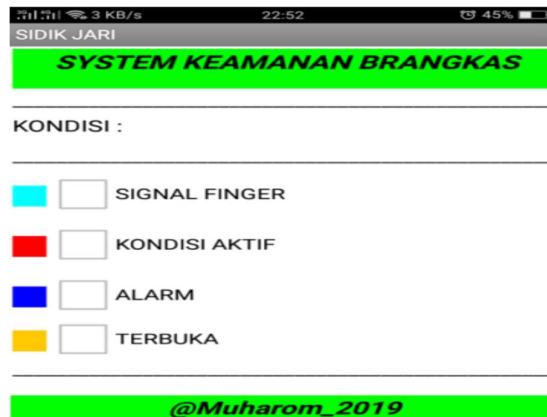 3 KB/s 22:52 45%
SIDIK JARI
SYSTEM KEAMANAN BRANGKAS
KONDISI :
SIGNAL FINGER
KONDISI AKTIF
ALARM
TERBUKA
@Muharom_2019